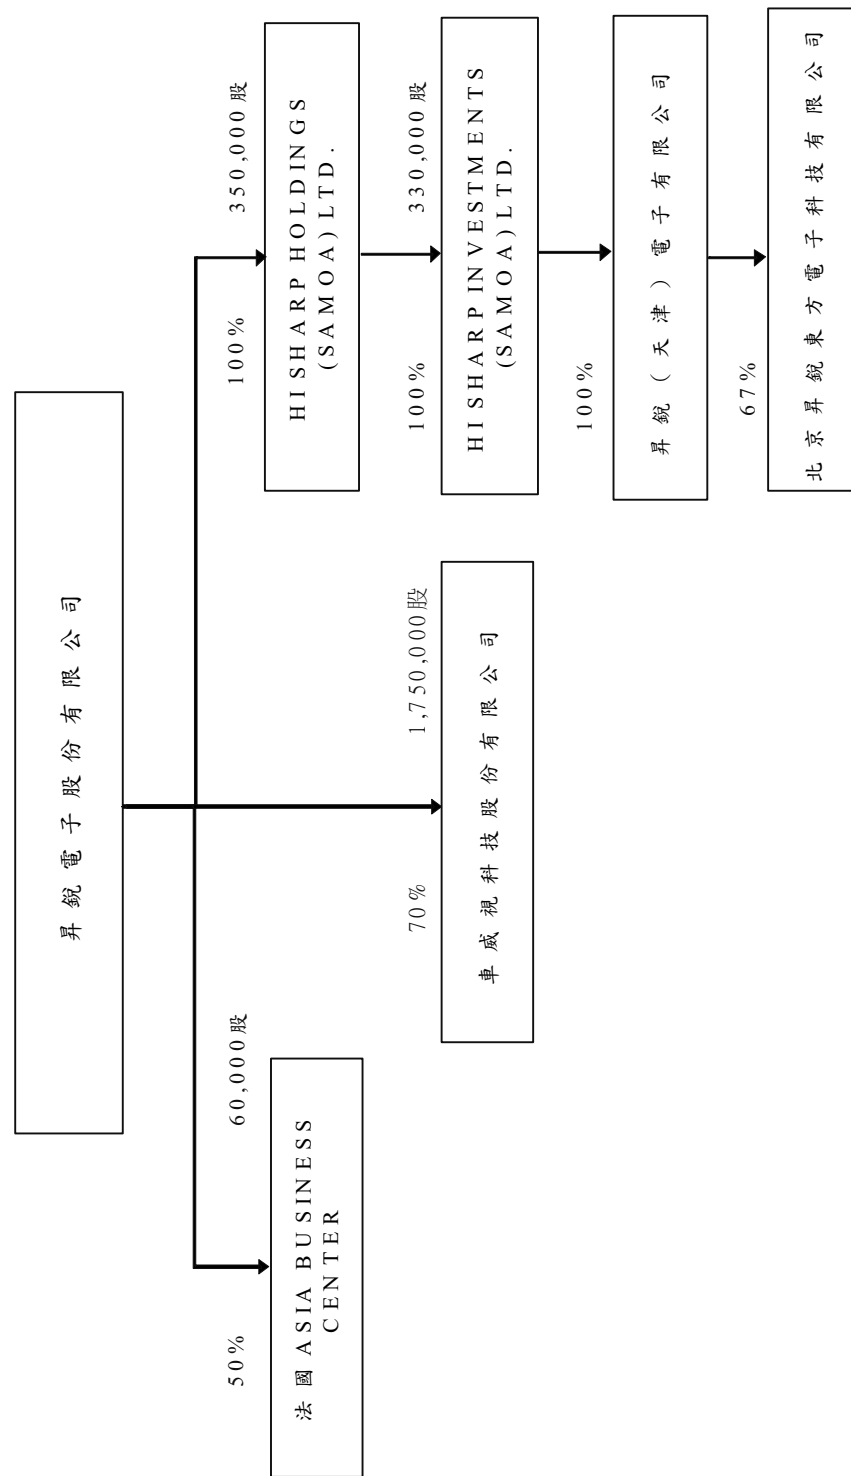 昇銳電子股份有限公司
50%
60,000股
法國 ASIA BUSINESS
CENTER
70%
1,750,000股
車威視科技股份有限公司
100%
350,000股
HISHARP HOLDINGS
(SAMOA)LTD.
100%
330,000股
HISHARP INVESTMENTS
(SAMOA)LTD.
100%
昇銳（天津）電子有限公司
67%
北京昇銳東方電子科技有限公司